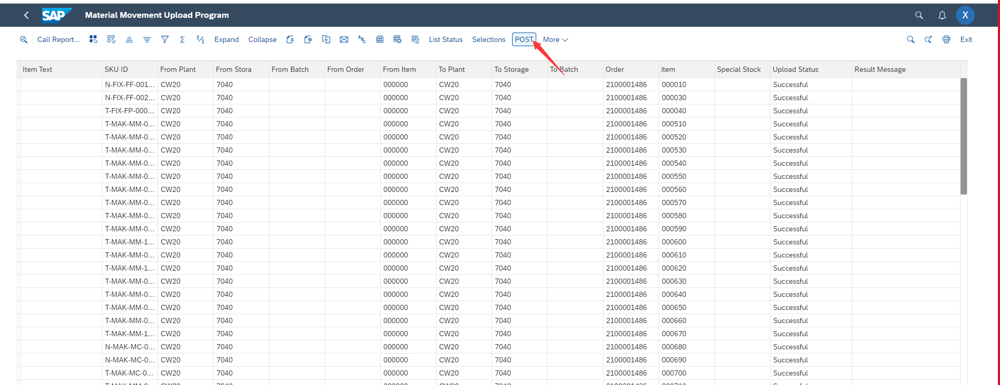 SAP Material Movement Upload Program X
Call Report... Expand Collapse List Status Selections POST More Exit
Item Text SKU ID From Plant From Stora From Batch From Order From Item To Plant To Storage To Batch Order item Special Stock Upload Status Result Message
N-FIX-FF-001... CW20 7040 000000 CW20 7040 2100001486 000010 Successful
N-FIX-FF-002... CW20 7040 000000 CW20 7040 2100001486 000030 Successful
T-FIX-FP-000... CW20 7040 000000 CW20 7040 2100001486 000040 Successful
T-MAK-MM-0... CW20 7040 000000 CW20 7040 2100001486 000510 Successful
T-MAK-MM-0... CW20 7040 000000 CW20 7040 2100001486 000520 Successful
T-MAK-MM-0... CW20 7040 000000 CW20 7040 2100001486 000530 Successful
T-MAK-MM-0... CW20 7040 000000 CW20 7040 2100001486 000540 Successful
T-MAK-MM-0... CW20 7040 000000 CW20 7040 2100001486 000550 Successful
T-MAK-MM-0... CW20 7040 000000 CW20 7040 2100001486 000560 Successful
T-MAK-MM-0... CW20 7040 000000 CW20 7040 2100001486 000570 Successful
T-MAK-MM-0... CW20 7040 000000 CW20 7040 2100001486 000580 Successful
T-MAK-MM-0... CW20 7040 000000 CW20 7040 2100001486 000590 Successful
T-MAK-MM-1... CW20 7040 000000 CW20 7040 2100001486 000600 Successful
T-MAK-MM-0... CW20 7040 000000 CW20 7040 2100001486 000610 Successful
T-MAK-MM-1... CW20 7040 000000 CW20 7040 2100001486 000620 Successful
T-MAK-MM-0... CW20 7040 000000 CW20 7040 2100001486 000630 Successful
T-MAK-MM-0... CW20 7040 000000 CW20 7040 2100001486 000640 Successful
T-MAK-MM-0... CW20 7040 000000 CW20 7040 2100001486 000650 Successful
T-MAK-MM-0... CW20 7040 000000 CW20 7040 2100001486 000660 Successful
T-MAK-MM-1... CW20 7040 000000 CW20 7040 2100001486 000670 Successful
N-MAK-MC-0... CW20 7040 000000 CW20 7040 2100001486 000680 Successful
N-MAK-MC-0... CW20 7040 000000 CW20 7040 2100001486 000690 Successful
T-MAK-MC-0... CW20 7040 000000 CW20 7040 2100001486 000700 Successful